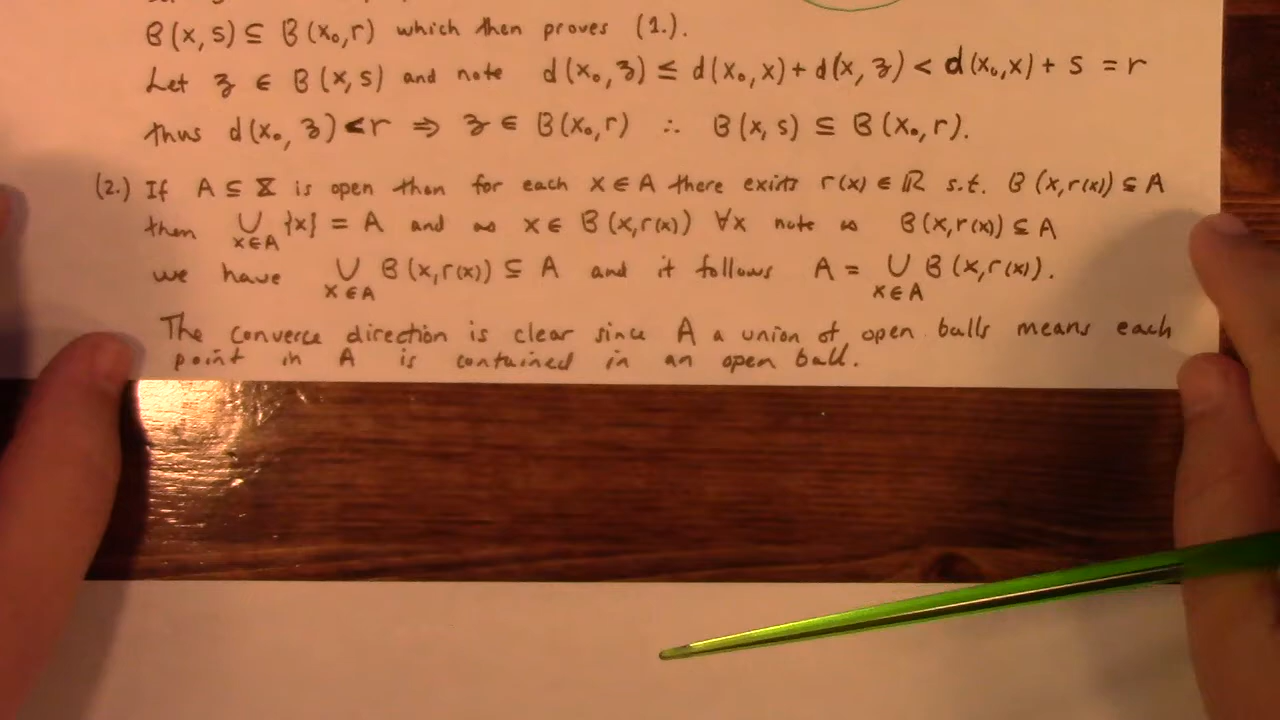 B(x,s) ⊆ B(x₀,r) which then proves (1.).
Let z ∈ B(x,s) and note d(x₀,z) ≤ d(x₀,x) + d(x,z) < d(x₀,x) + s = r
thus d(x₀,z) < r ⇒ z ∈ B(x₀,r) ∴ B(x,s) ⊆ B(x₀,r).
(2.) If A ⊆ X is open then for each x ∈ A there exists r(x) ∈ ℝ s.t. B(x,r(x)) ⊆ A
then ∪_{x∈A} {x} = A and as x ∈ B(x,r(x)) ∀x note as B(x,r(x)) ⊆ A
we have ∪_{x∈A} B(x,r(x)) ⊆ A and it follows A = ∪_{x∈A} B(x,r(x)).
The converse direction is clear since A a union of open balls means each
point in A is contained in an open ball.